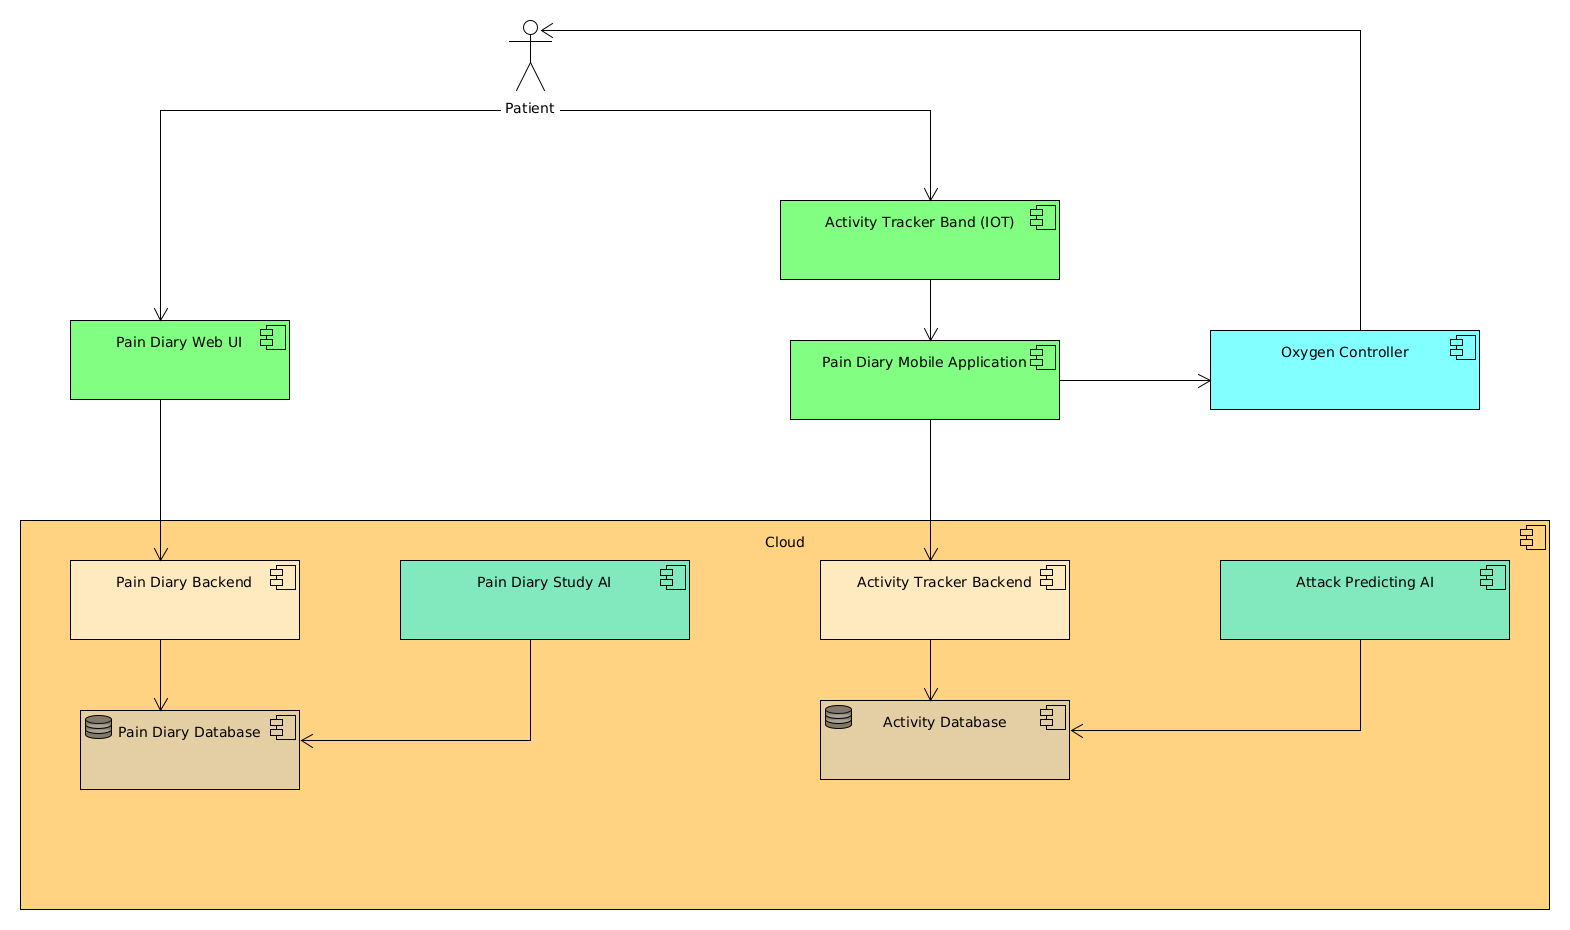 Patient
Activity Tracker Band (IOT)
Pain Diary Web UI
Pain Diary Mobile Application
Oxygen Controller
Cloud
Pain Diary Backend
Pain Diary Study AI
Activity Tracker Backend
Attack Predicting AI
Pain Diary Database
Activity Database